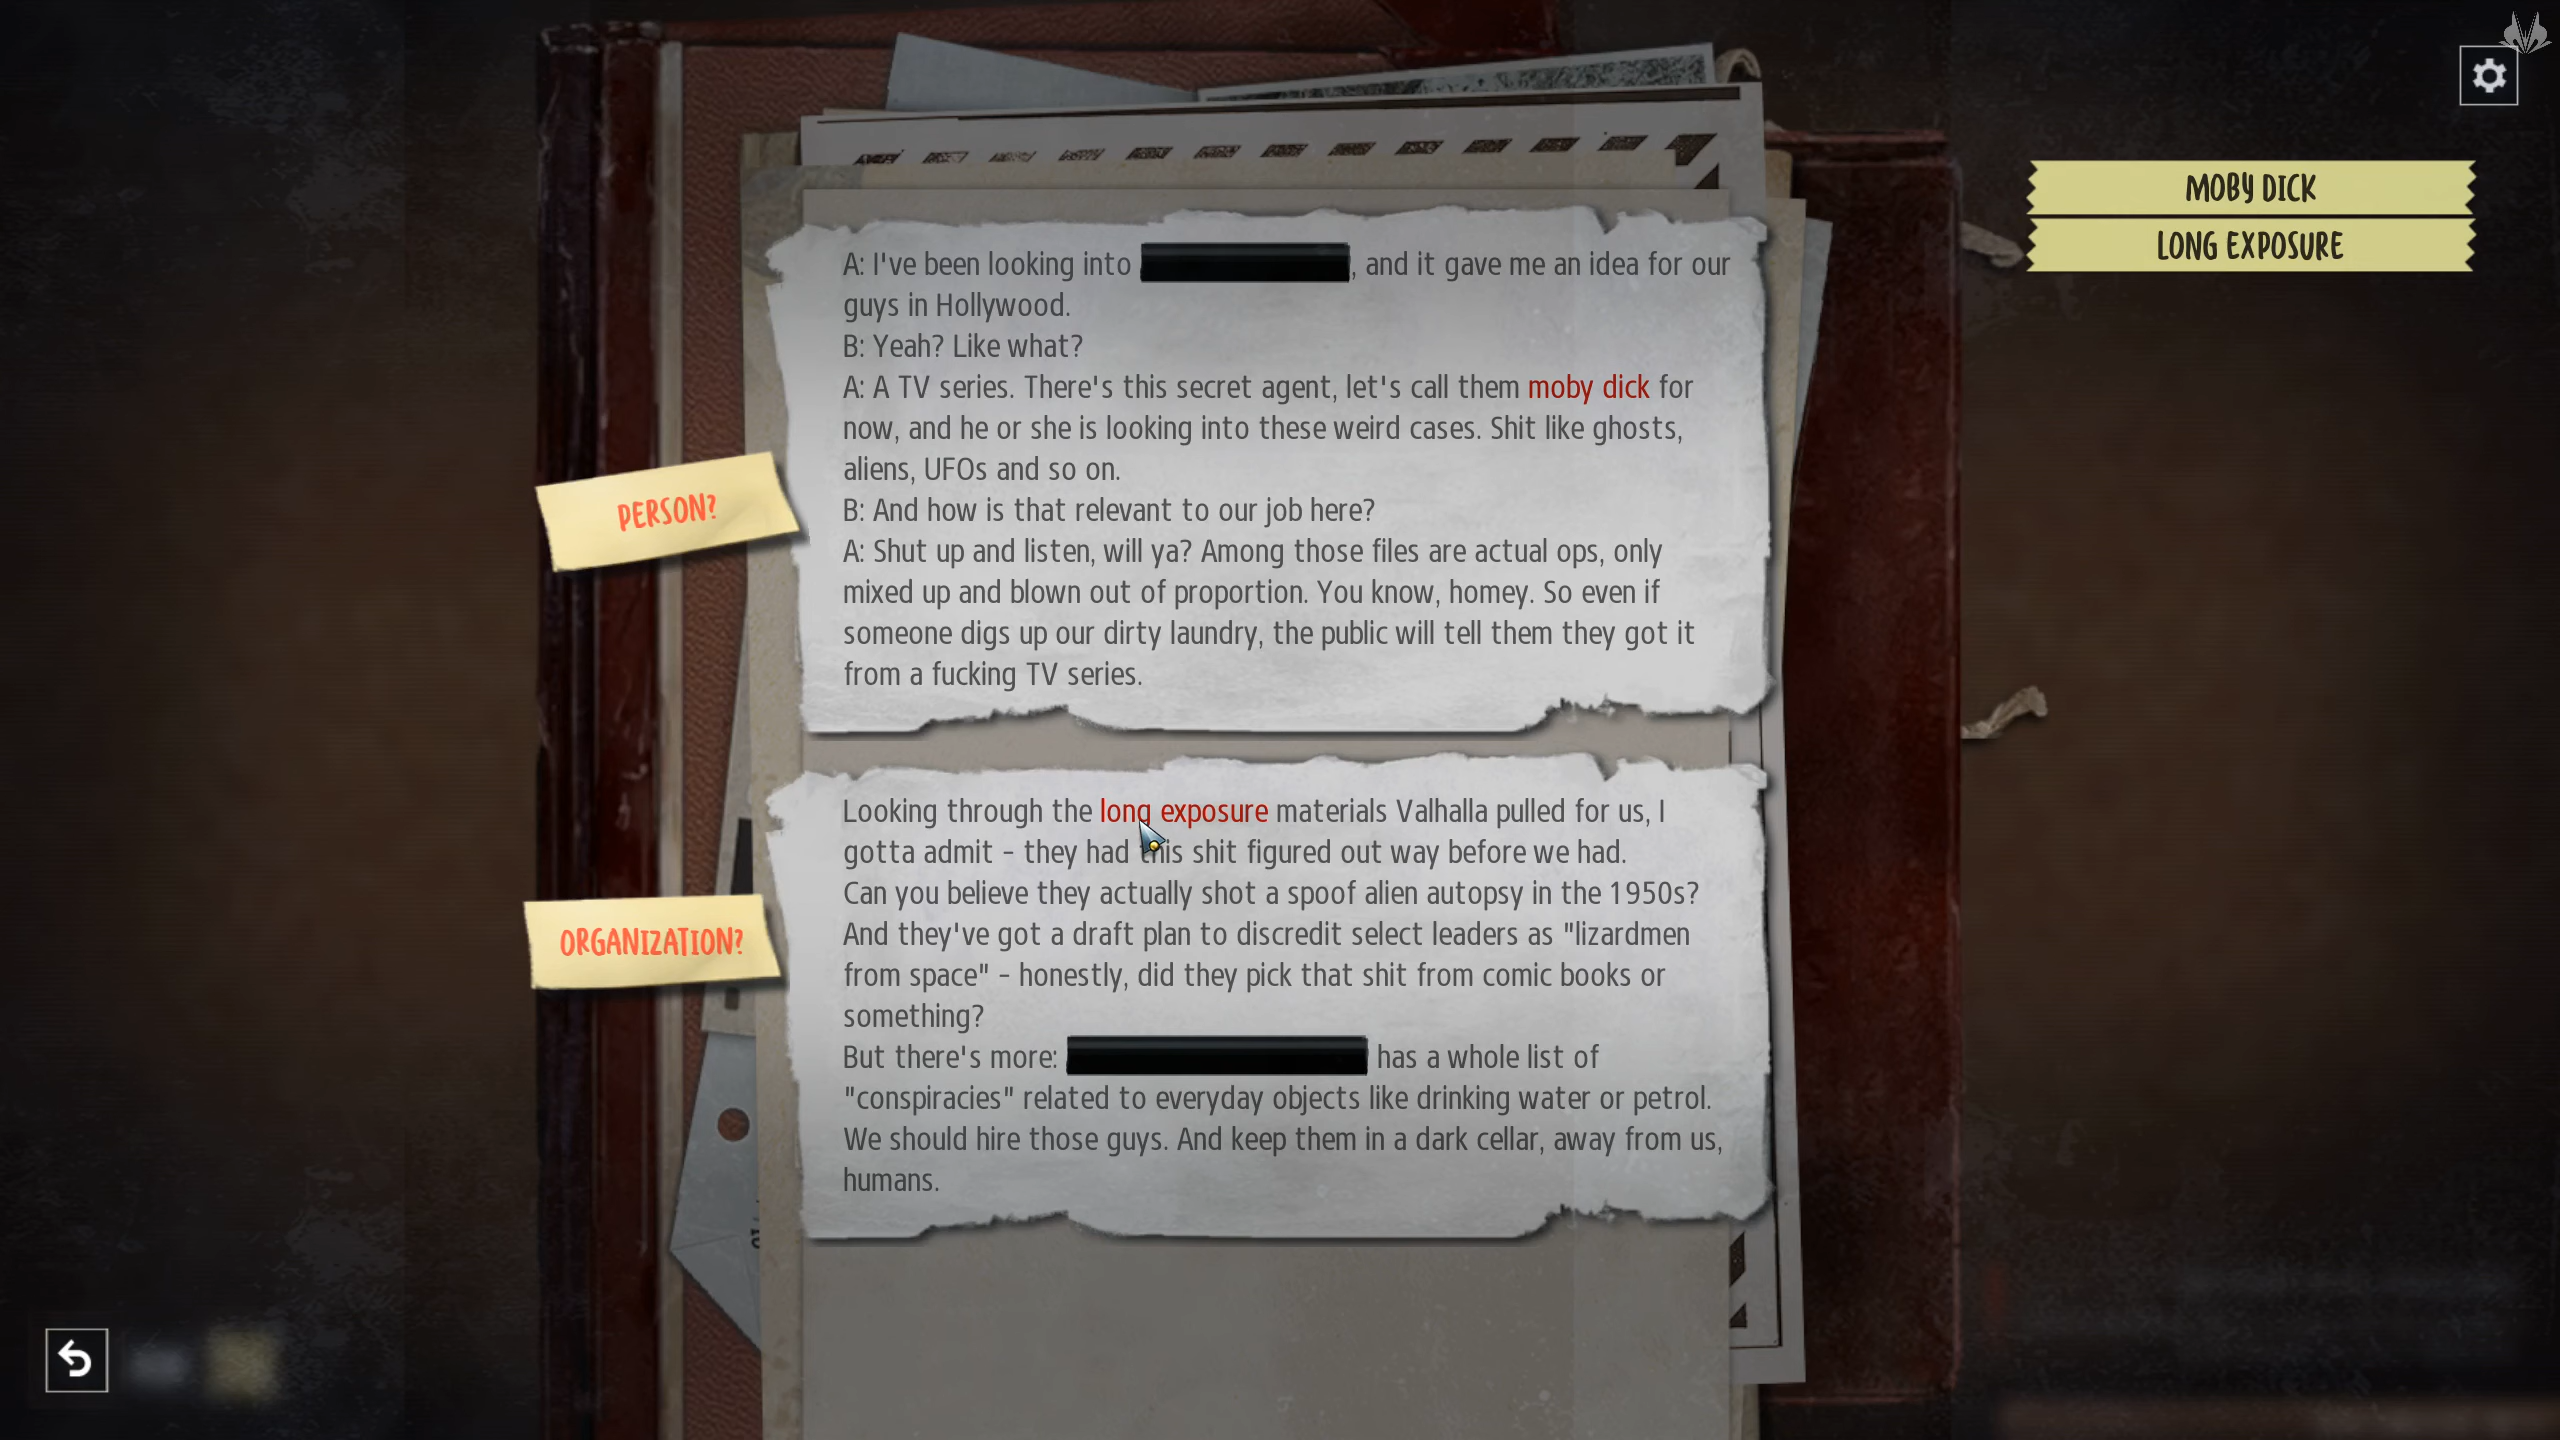 MOBY DICK
LONG EXPOSURE
A: I've been looking into , and it gave me an idea for our
guys in Hollywood.
B: Yeah? Like what?
A: A TV series. There's this secret agent, let's call them moby dick for
now, and he or she is looking into these weird cases. Shit like ghosts,
aliens, UFOs and so on.
B: And how is that relevant to our job here?
A: Shut up and listen, will ya? Among those files are actual ops, only
mixed up and blown out of proportion. You know, homey. So even if
someone digs up our dirty laundry, the public will tell them they got it
from a fucking TV series.
PERSON?
Looking through the long exposure materials Valhalla pulled for us, I
gotta admit - they had this shit figured out way before we had.
Can you believe they actually shot a spoof alien autopsy in the 1950s?
And they've got a draft plan to discredit select leaders as "lizardmen
from space" - honestly, did they pick that shit from comic books or
something?
But there's more: has a whole list of
"conspiracies" related to everyday objects like drinking water or petrol.
We should hire those guys. And keep them in a dark cellar, away from us,
humans.
ORGANIZATION?